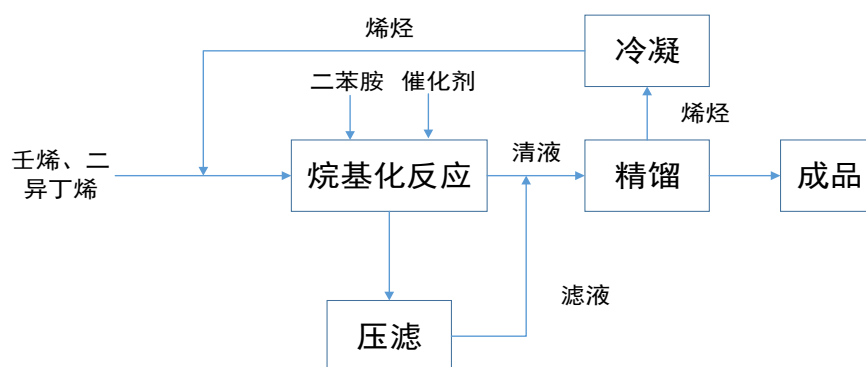 烯烃
冷凝
二苯胺
催化剂
烯烃
壬烯、二
异丁烯
烷基化反应
清液
精馏
成品
滤液
压滤